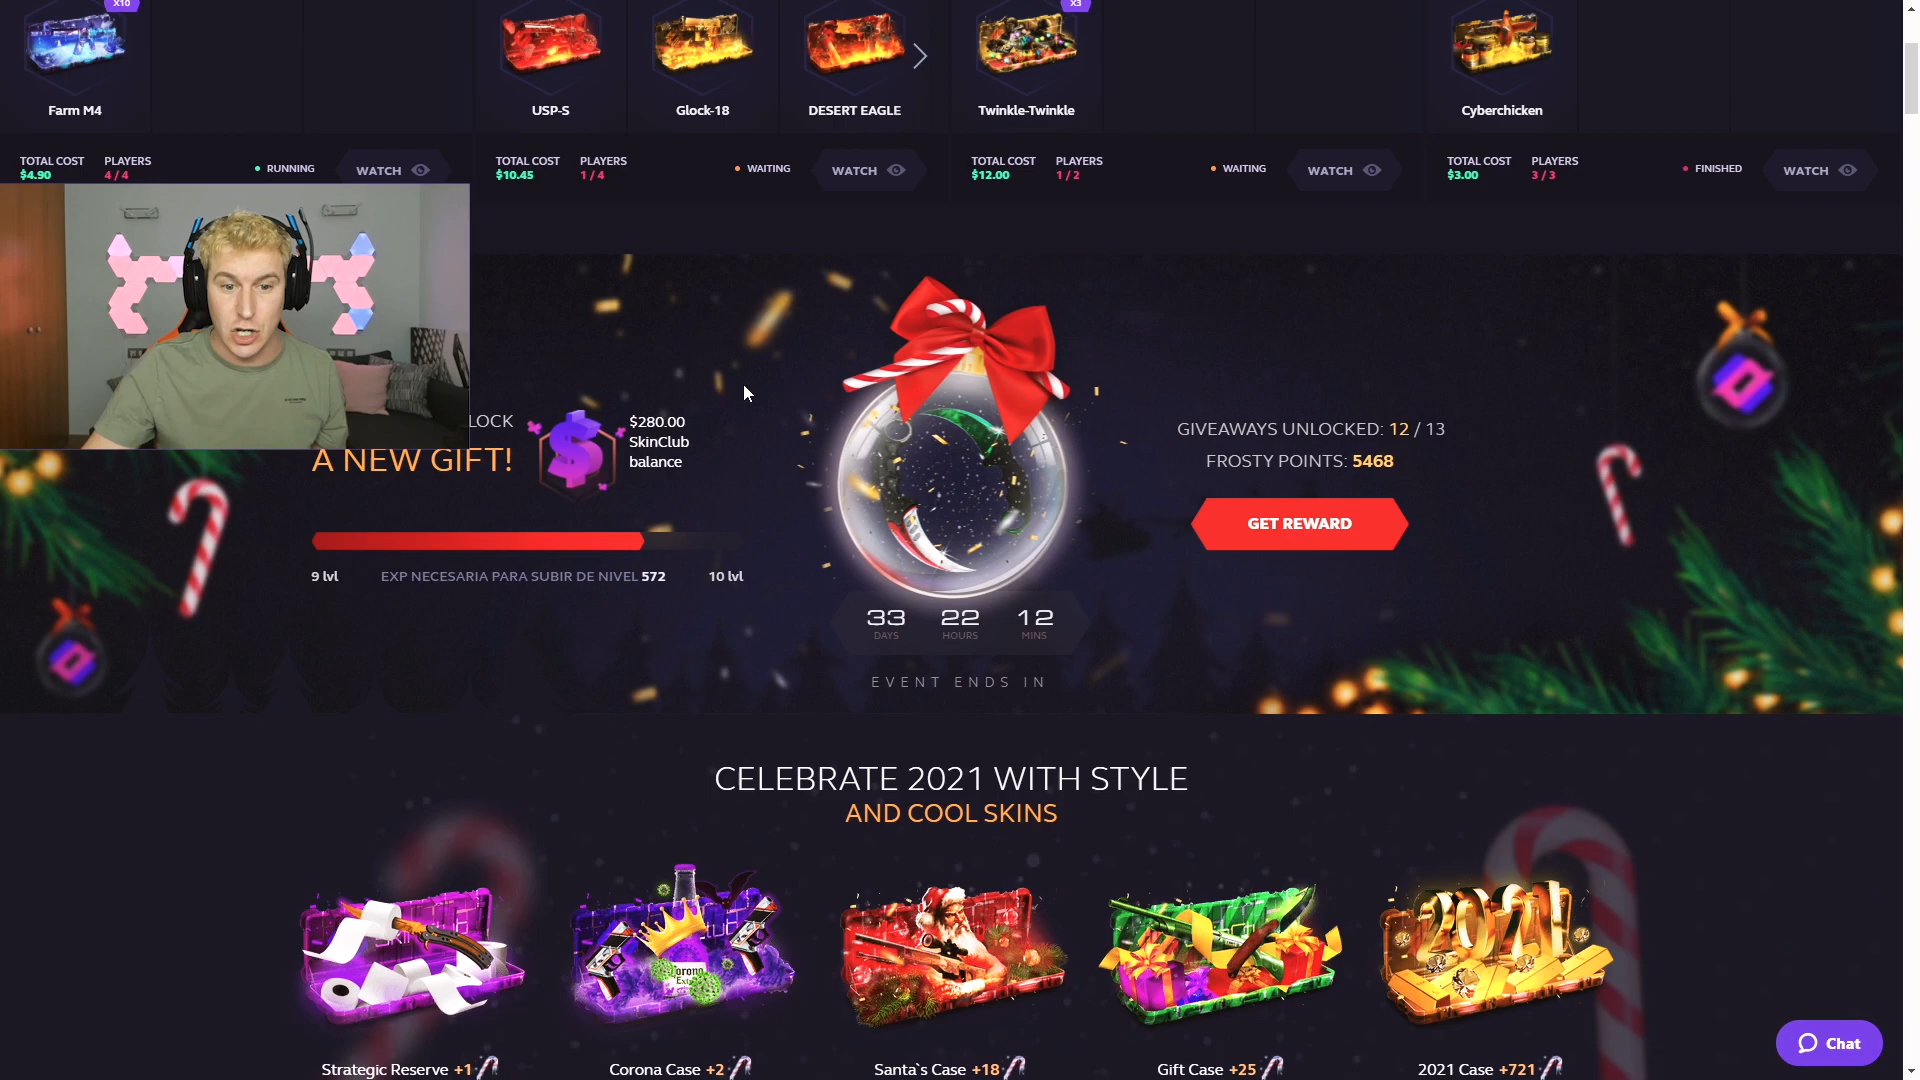 X10
X3
Farm M4
USP-S
Glock-18
DESERT EAGLE
Twinkle-Twinkle
Cyberchicken
TOTAL COST PLAYERS
$4.90 4 / 4
RUNNING
WATCH
TOTAL COST PLAYERS
$10.45 1 / 4
WAITING
WATCH
TOTAL COST PLAYERS
$12.00 1 / 2
WAITING
WATCH
TOTAL COST PLAYERS
$3.00 3 / 3
FINISHED
WATCH
LOCK
A NEW GIFT!
$280.00
SkinClub
balance
9 lvl
EXP NECESARIA PARA SUBIR DE NIVEL 572
10 lvl
GIVEAWAYS UNLOCKED: 12 / 13
FROSTY POINTS: 5468
GET REWARD
33 22 12
DAYS HOURS MINS
EVENT ENDS IN
CELEBRATE 2021 WITH STYLE
AND COOL SKINS
2021
Strategic Reserve +1
Corona Case +2
Santa`s Case +18
Gift Case +25
2021 Case +721
Chat